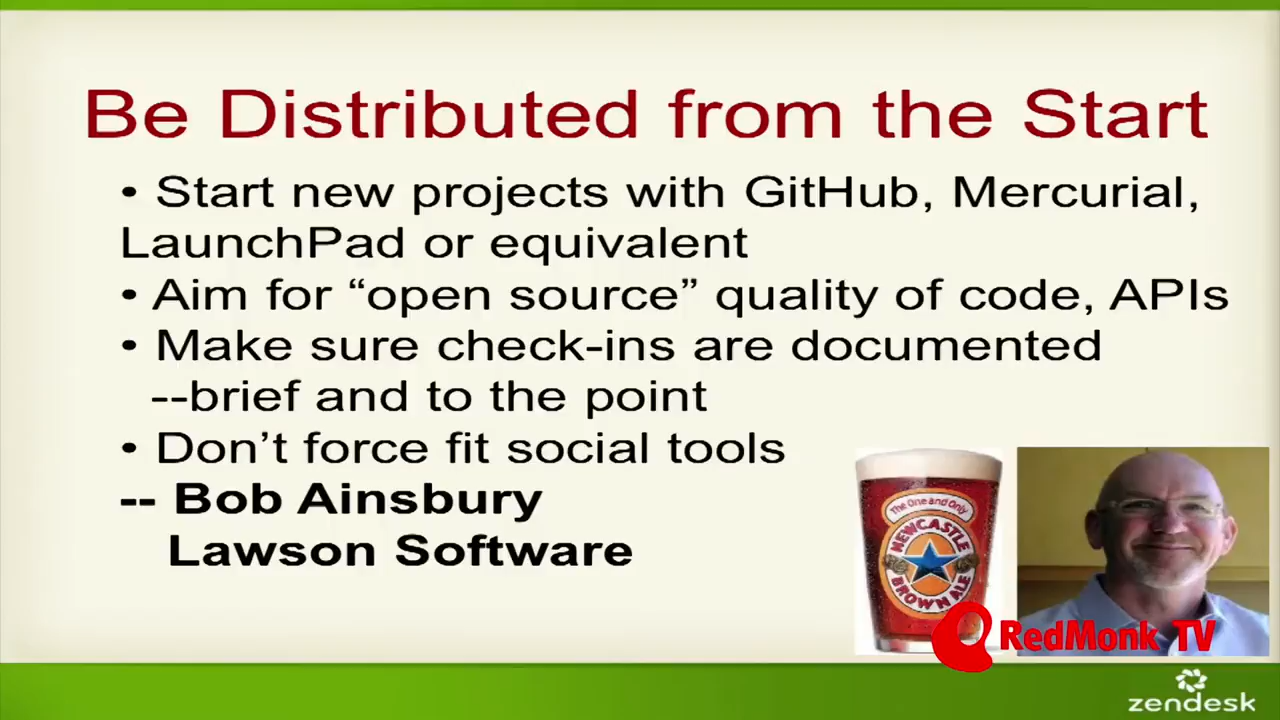 Be Distributed from the Start
• Start new projects with GitHub, Mercurial,
LaunchPad or equivalent
• Aim for “open source” quality of code, APIs
• Make sure check-ins are documented
--brief and to the point
• Don’t force fit social tools
-- Bob Ainsbury
Lawson Software
The One and Only
NEWCASTLE
BROWN ALE
RedMonk TV
zendesk